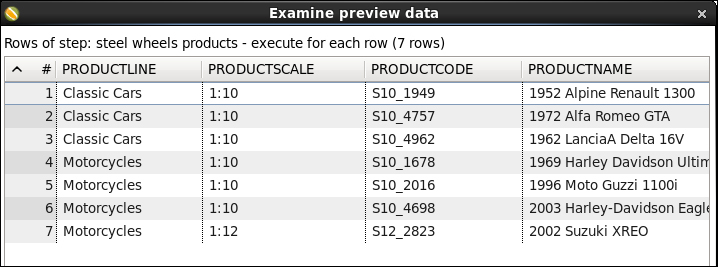 Examine preview data
Rows of step: steel wheels products - execute for each row (7 rows)
# PRODUCTLINE PRODUCTSCALE PRODUCTCODE PRODUCTNAME
1 Classic Cars 1:10 S10_1949 1952 Alpine Renault 1300
2 Classic Cars 1:10 S10_4757 1972 Alfa Romeo GTA
3 Classic Cars 1:10 S10_4962 1962 LanciaA Delta 16V
4 Motorcycles 1:10 S10_1678 1969 Harley Davidson Ultim
5 Motorcycles 1:10 S10_2016 1996 Moto Guzzi 1100i
6 Motorcycles 1:10 S10_4698 2003 Harley-Davidson Eagle
7 Motorcycles 1:12 S12_2823 2002 Suzuki XREO